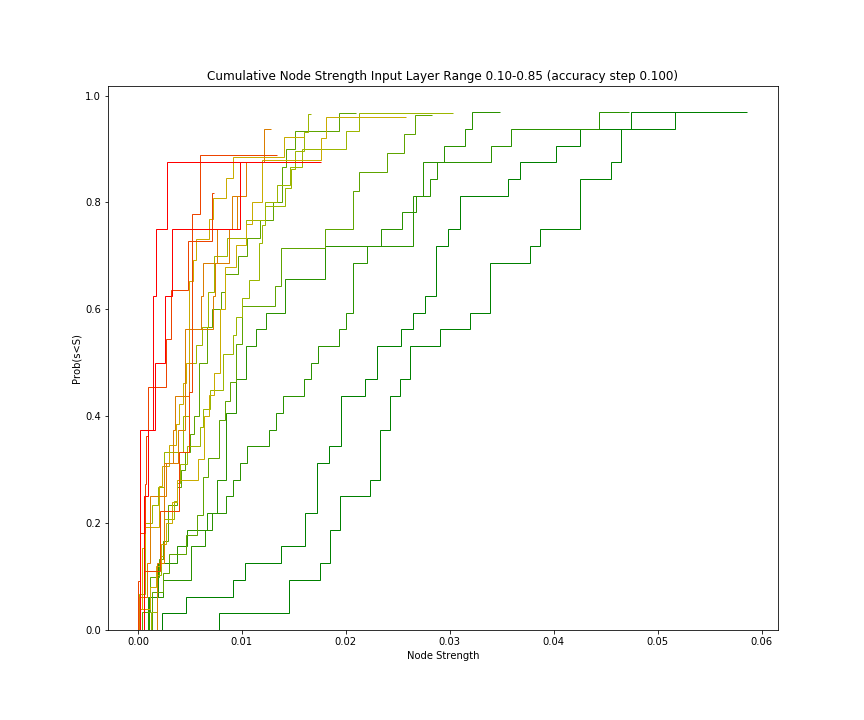 Cumulative Node Strength Input Layer Range 0.10-0.85 (accuracy step 0.100)
1.0
0.8
0.6
0.4
0.2
0.0
Prob(s<S)
0.00 0.01 0.02 0.03 0.04 0.05 0.06
Node Strength